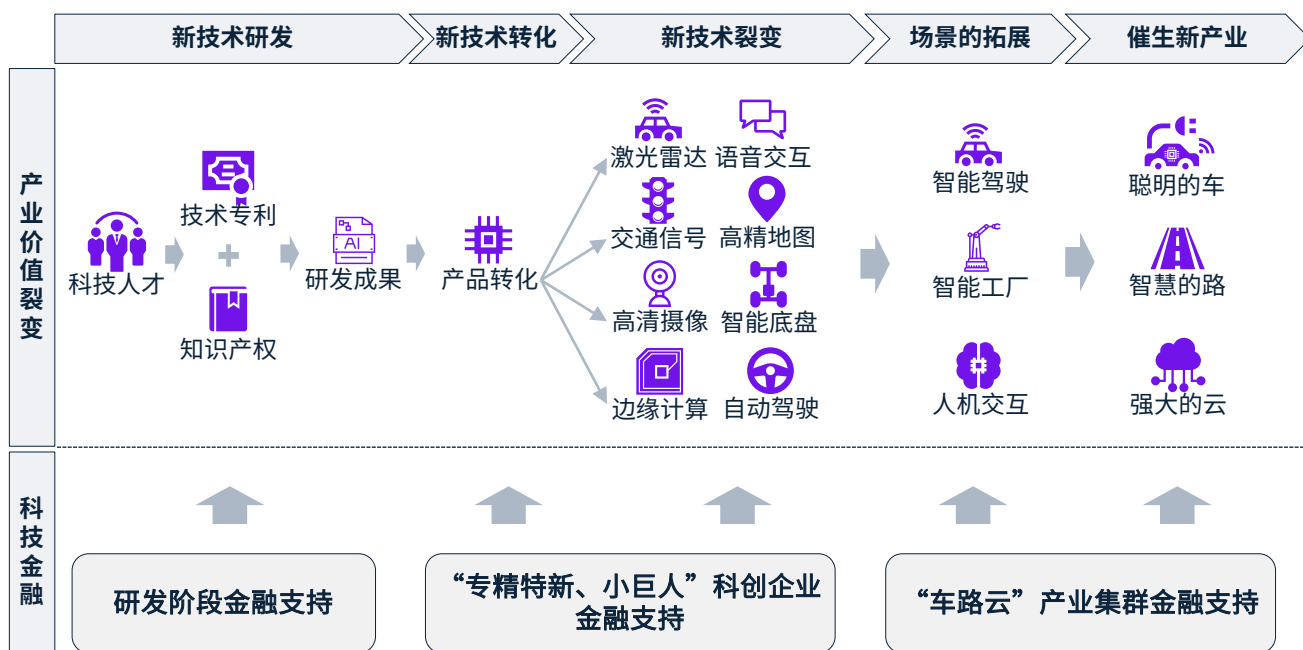 新技术研发
新技术转化
新技术裂变
场景的拓展
催生新产业
产业价值裂变
科技人才
技术专利
知识产权
AI
研发成果
产品转化
激光雷达
语音交互
交通信号
高精地图
高清摄像
智能底盘
边缘计算
自动驾驶
智能驾驶
智能工厂
人机交互
聪明的车
智慧的路
强大的云
科技金融
研发阶段金融支持
“专精特新、小巨人”科创企业
金融支持
“车路云”产业集群金融支持